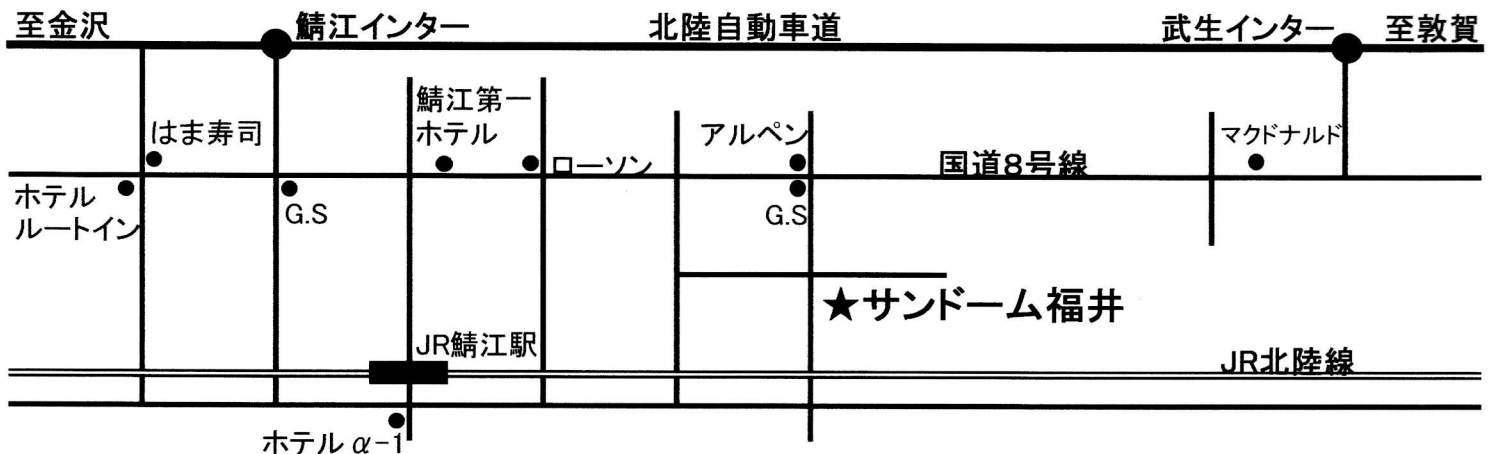 至金沢
鯖江インター
北陸自動車道
武生インター
至敦賀
はま寿司
鯖江第一
ホテル
ローソン
アルペン
国道8号線
マクドナルド
ホテル
ルートイン
G.S
G.S
★サンドーム福井
JR鯖江駅
JR北陸線
ホテルα-1